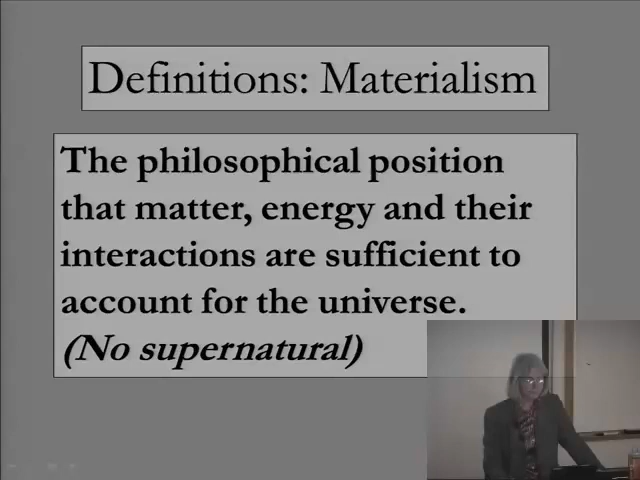 Definitions: Materialism
The philosophical position
that matter, energy and their
interactions are sufficient to
account for the universe.
(No supernatural)